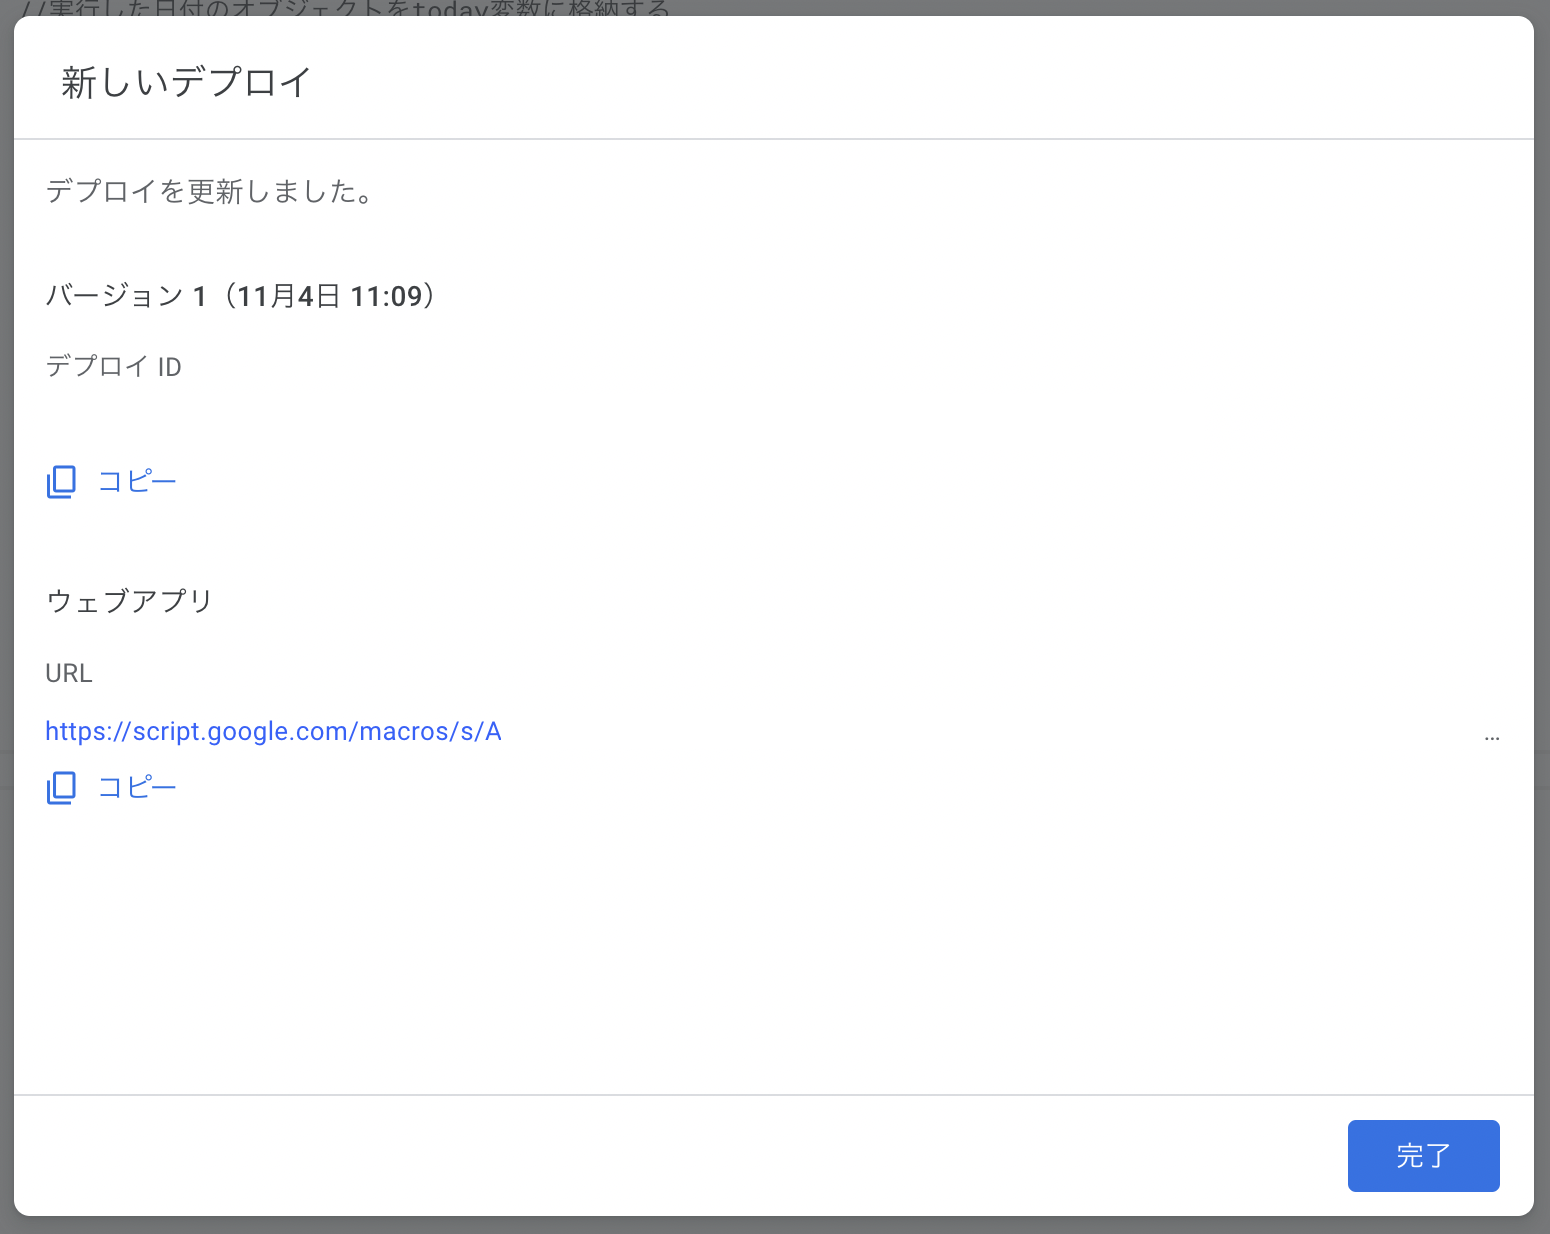 //実行した日付のオブジェクトをtoday変数に格納する
新しいデプロイ
デプロイを更新しました。
バージョン 1（11月4日 11:09）
デプロイ ID
コピー
ウェブアプリ
URL
https://script.google.com/macros/s/A
...
コピー
完了